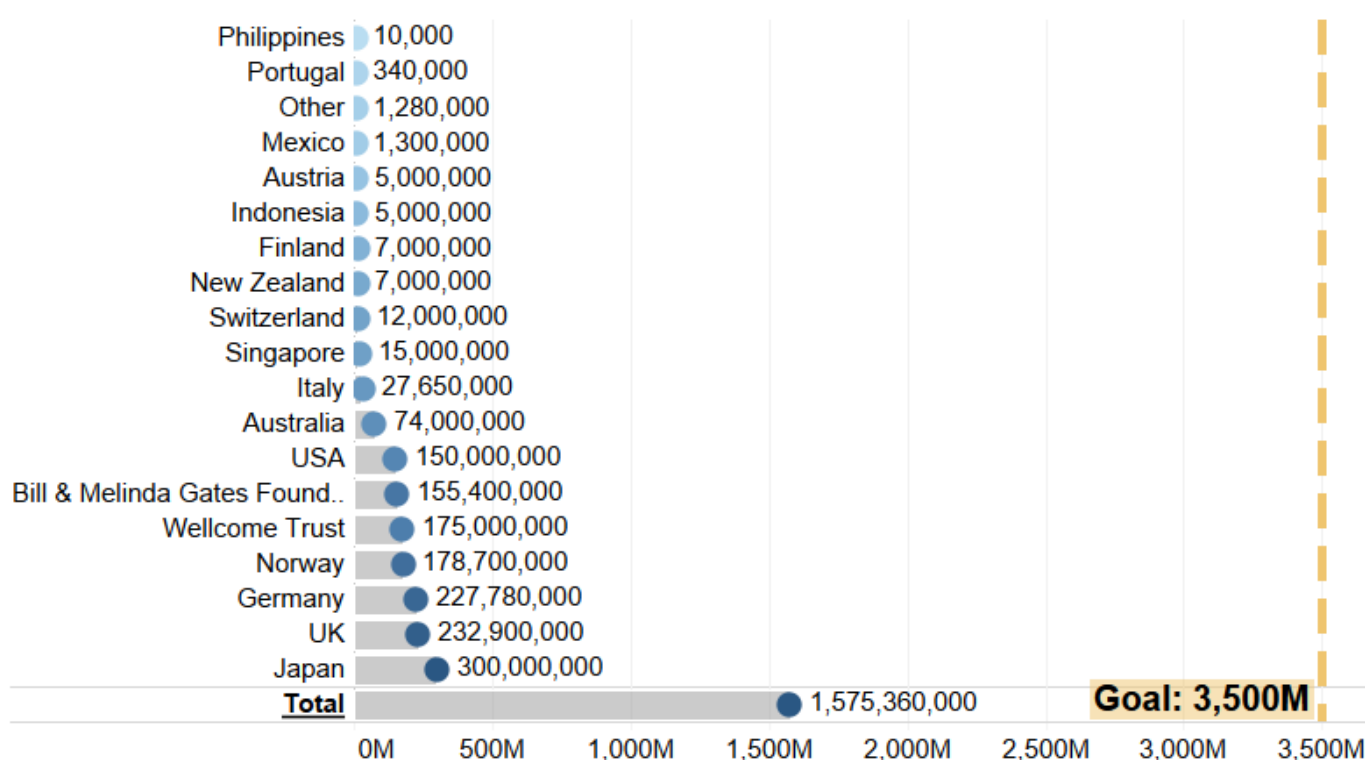 Philippines 10,000
Portugal 340,000
Other 1,280,000
Mexico 1,300,000
Austria 5,000,000
Indonesia 5,000,000
Finland 7,000,000
New Zealand 7,000,000
Switzerland 12,000,000
Singapore 15,000,000
Italy 27,650,000
Australia 74,000,000
USA 150,000,000
Bill & Melinda Gates Found.. 155,400,000
Wellcome Trust 175,000,000
Norway 178,700,000
Germany 227,780,000
UK 232,900,000
Japan 300,000,000
Total 1,575,360,000 Goal: 3,500M
0M 500M 1,000M 1,500M 2,000M 2,500M 3,000M 3,500M